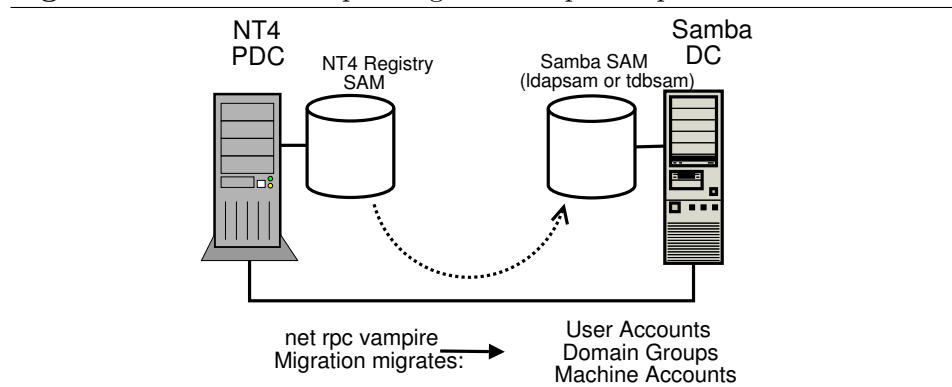 NT4
PDC
NT4 Registry
SAM
Samba SAM
(ldapsam or tdbsam)
Samba
DC
net rpc vampire
Migration migrates:
User Accounts
Domain Groups
Machine Accounts